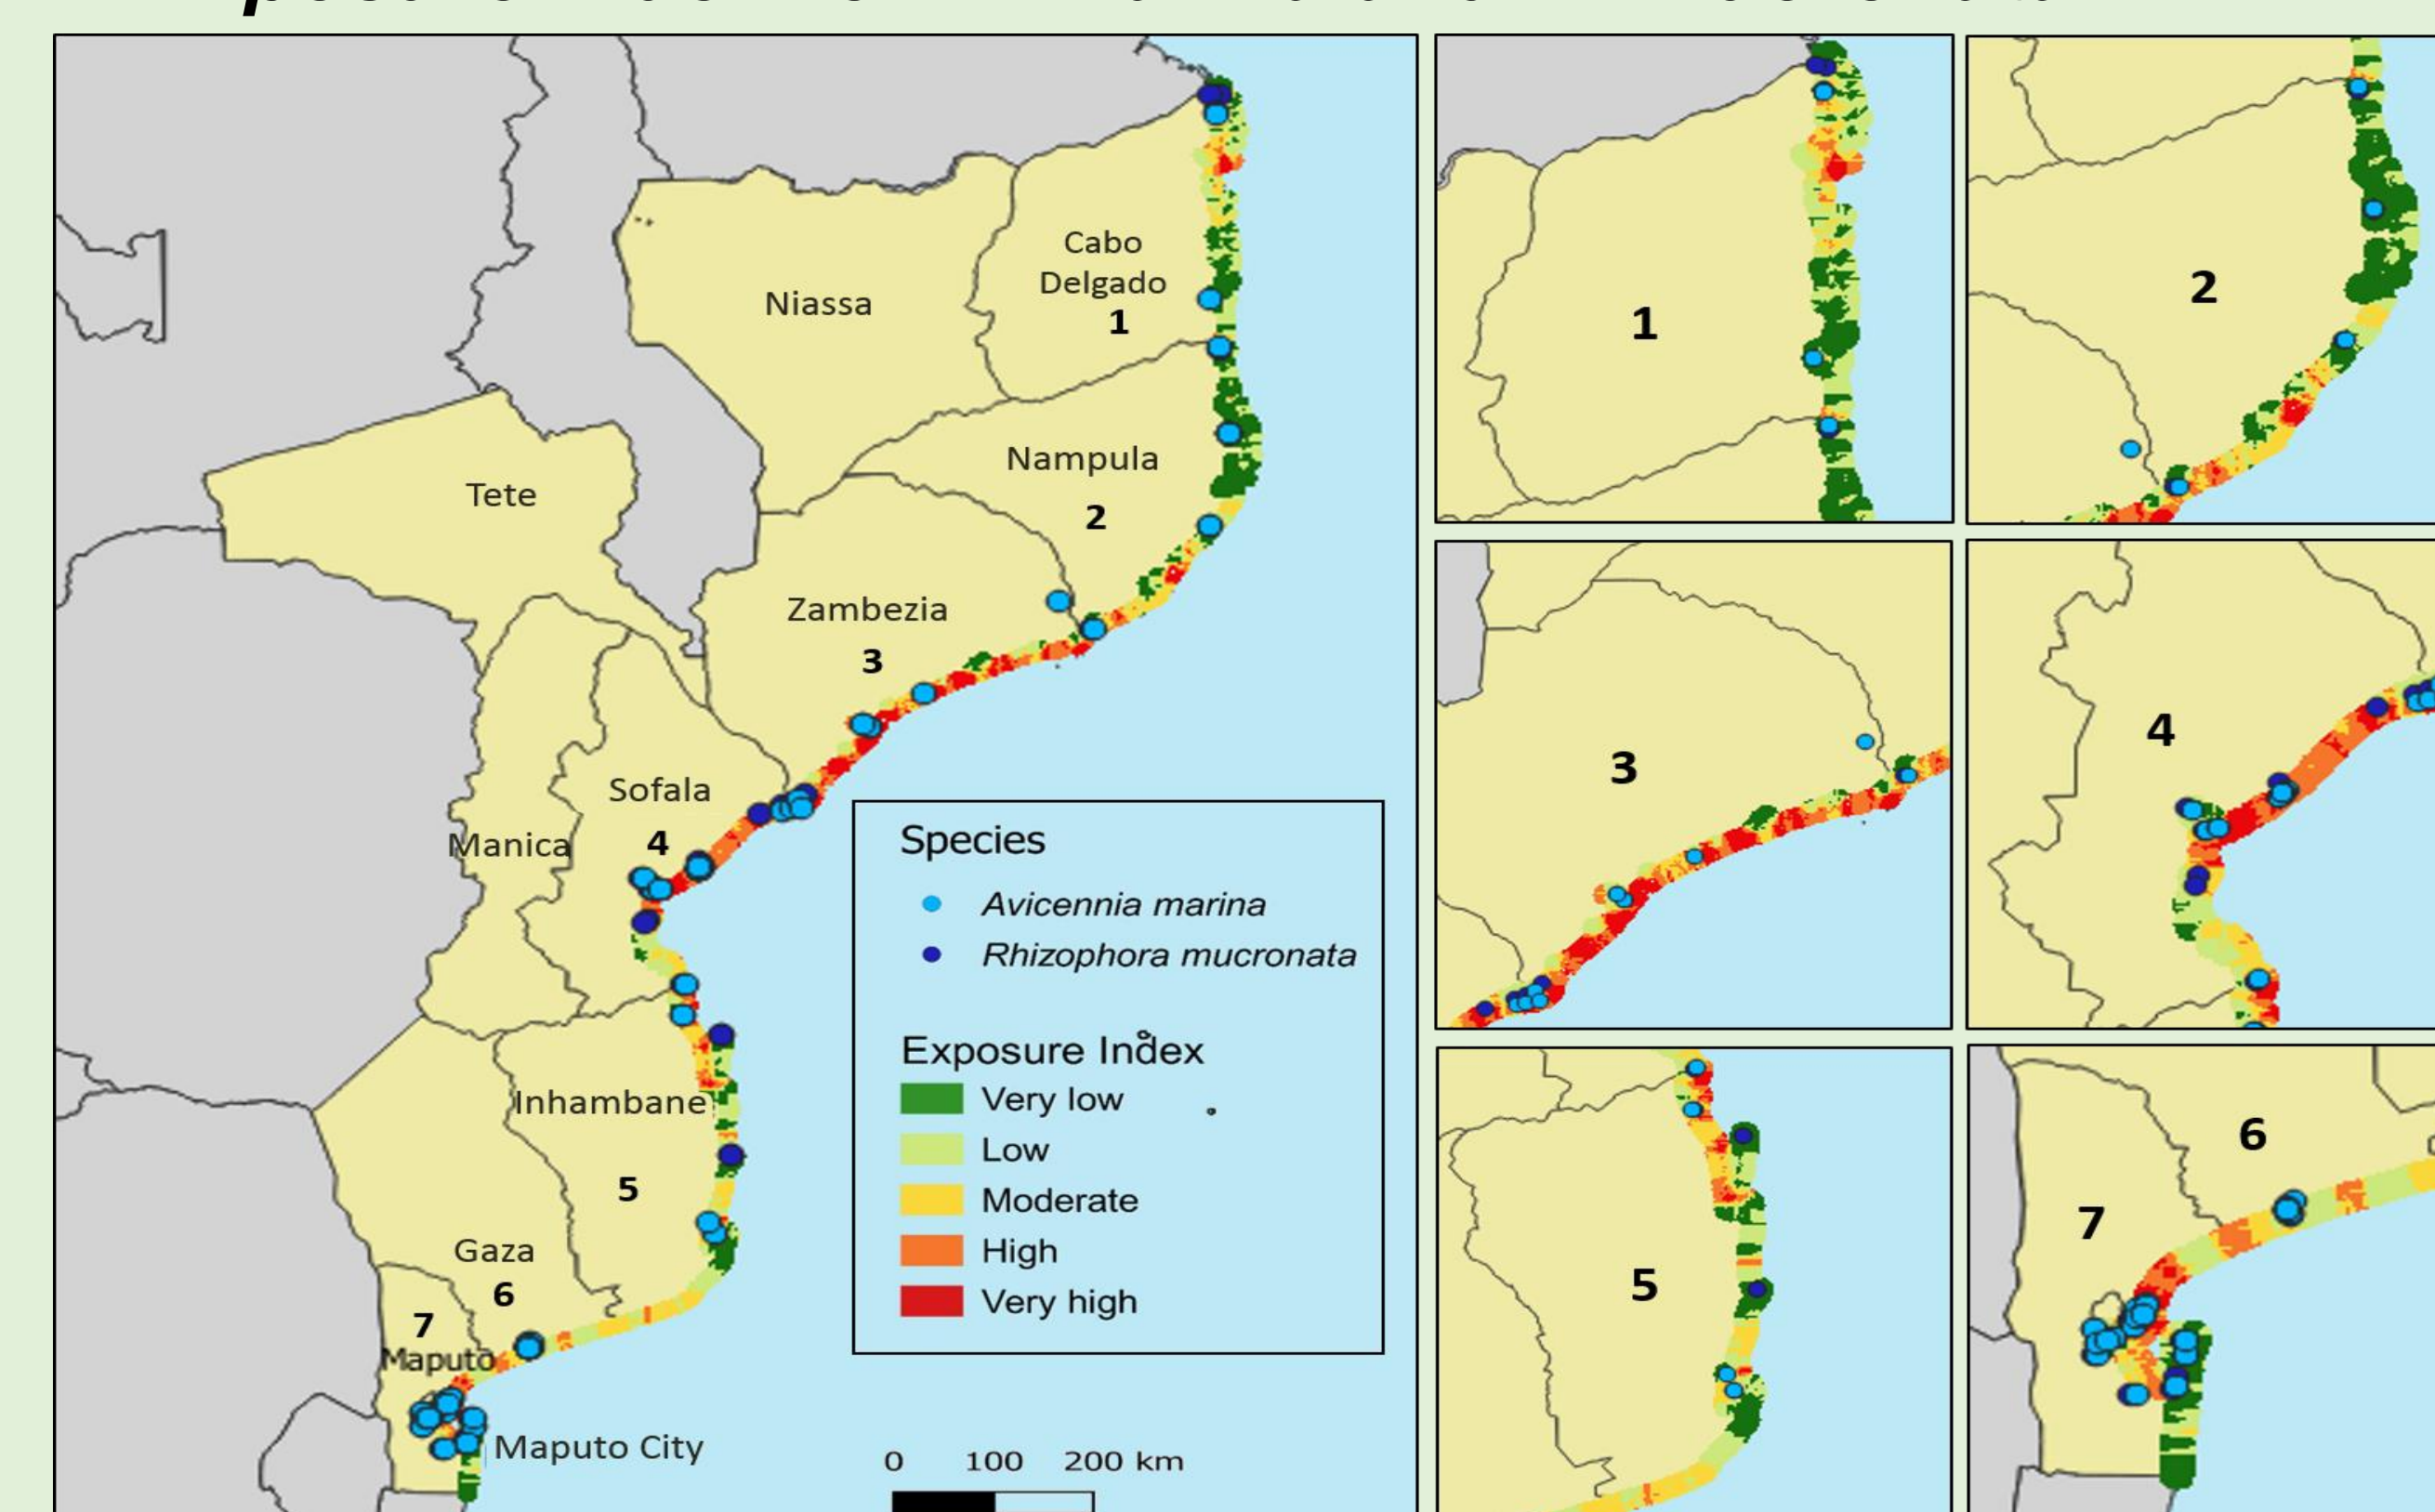 Cabo
Delgado
1
Niassa
Nampula
2
Tete
Zambezia
3
Sofala
4
Manica
Inhambane
5
Gaza
6
7
Maputo
Maputo City
Species
Avicennia marina
Rhizophora mucronata
Exposure Index
Very low
Low
Moderate
High
Very high
0 100 200 km
1
2
3
4
5
6
7